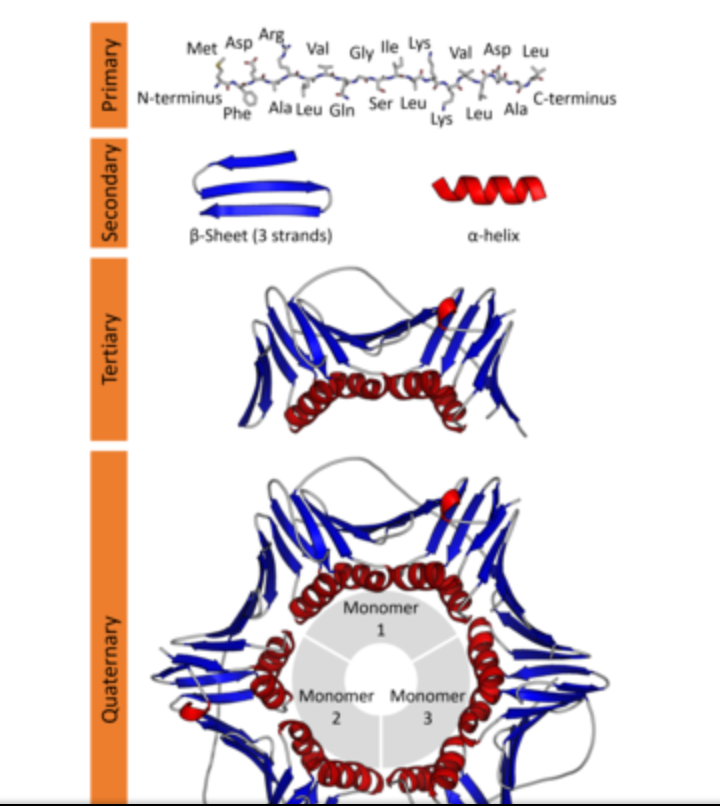 Primary
Met Asp Arg Val Gly Ile Lys Val Asp Leu
N-terminus Phe Ala Leu Gln Ser Leu Lys Leu Ala C-terminus
Secondary
β-Sheet (3 strands) α-helix
Tertiary
Quaternary
Monomer
1
Monomer Monomer
2 3